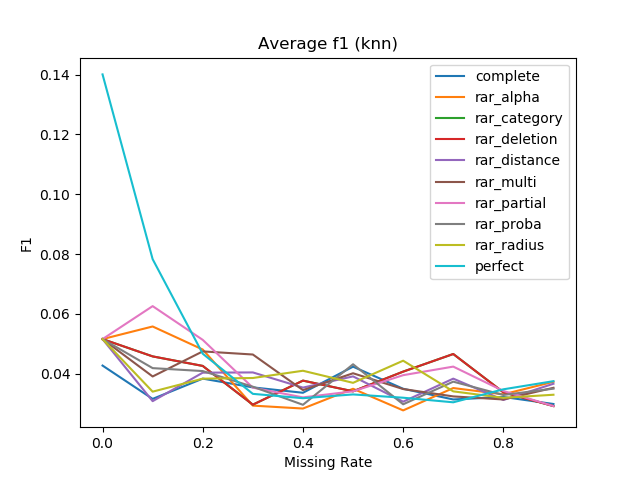 Average f1 (knn)
0.14
0.12
0.10
0.08
0.06
0.04
F1
0.0
0.2
0.4
0.6
0.8
Missing Rate
complete
rar_alpha
rar_category
rar_deletion
rar_distance
rar_multi
rar_partial
rar_proba
rar_radius
perfect